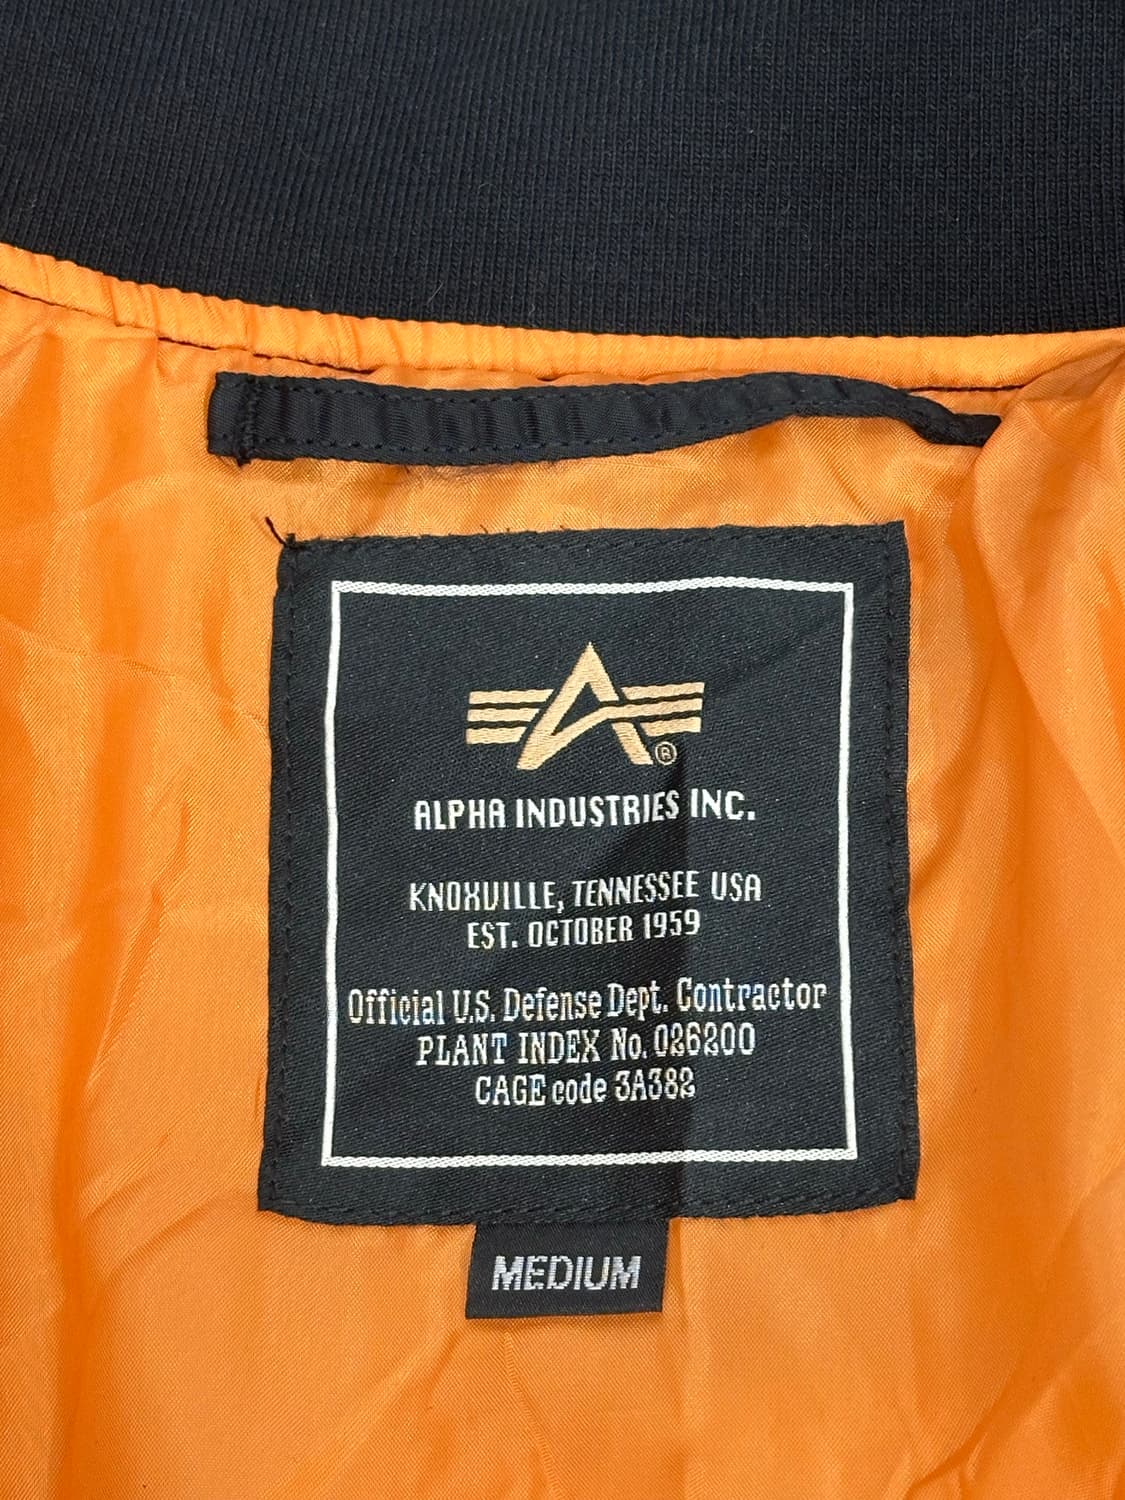 ®
ALPHA INDUSTRIES INC.
KNOXVILLE, TENNESSEE USA
EST. OCTOBER 1959
Official U.S. Defense Dept. Contractor
PLANT INDEX No. 026200
CAGE code 3A382
MEDIUM